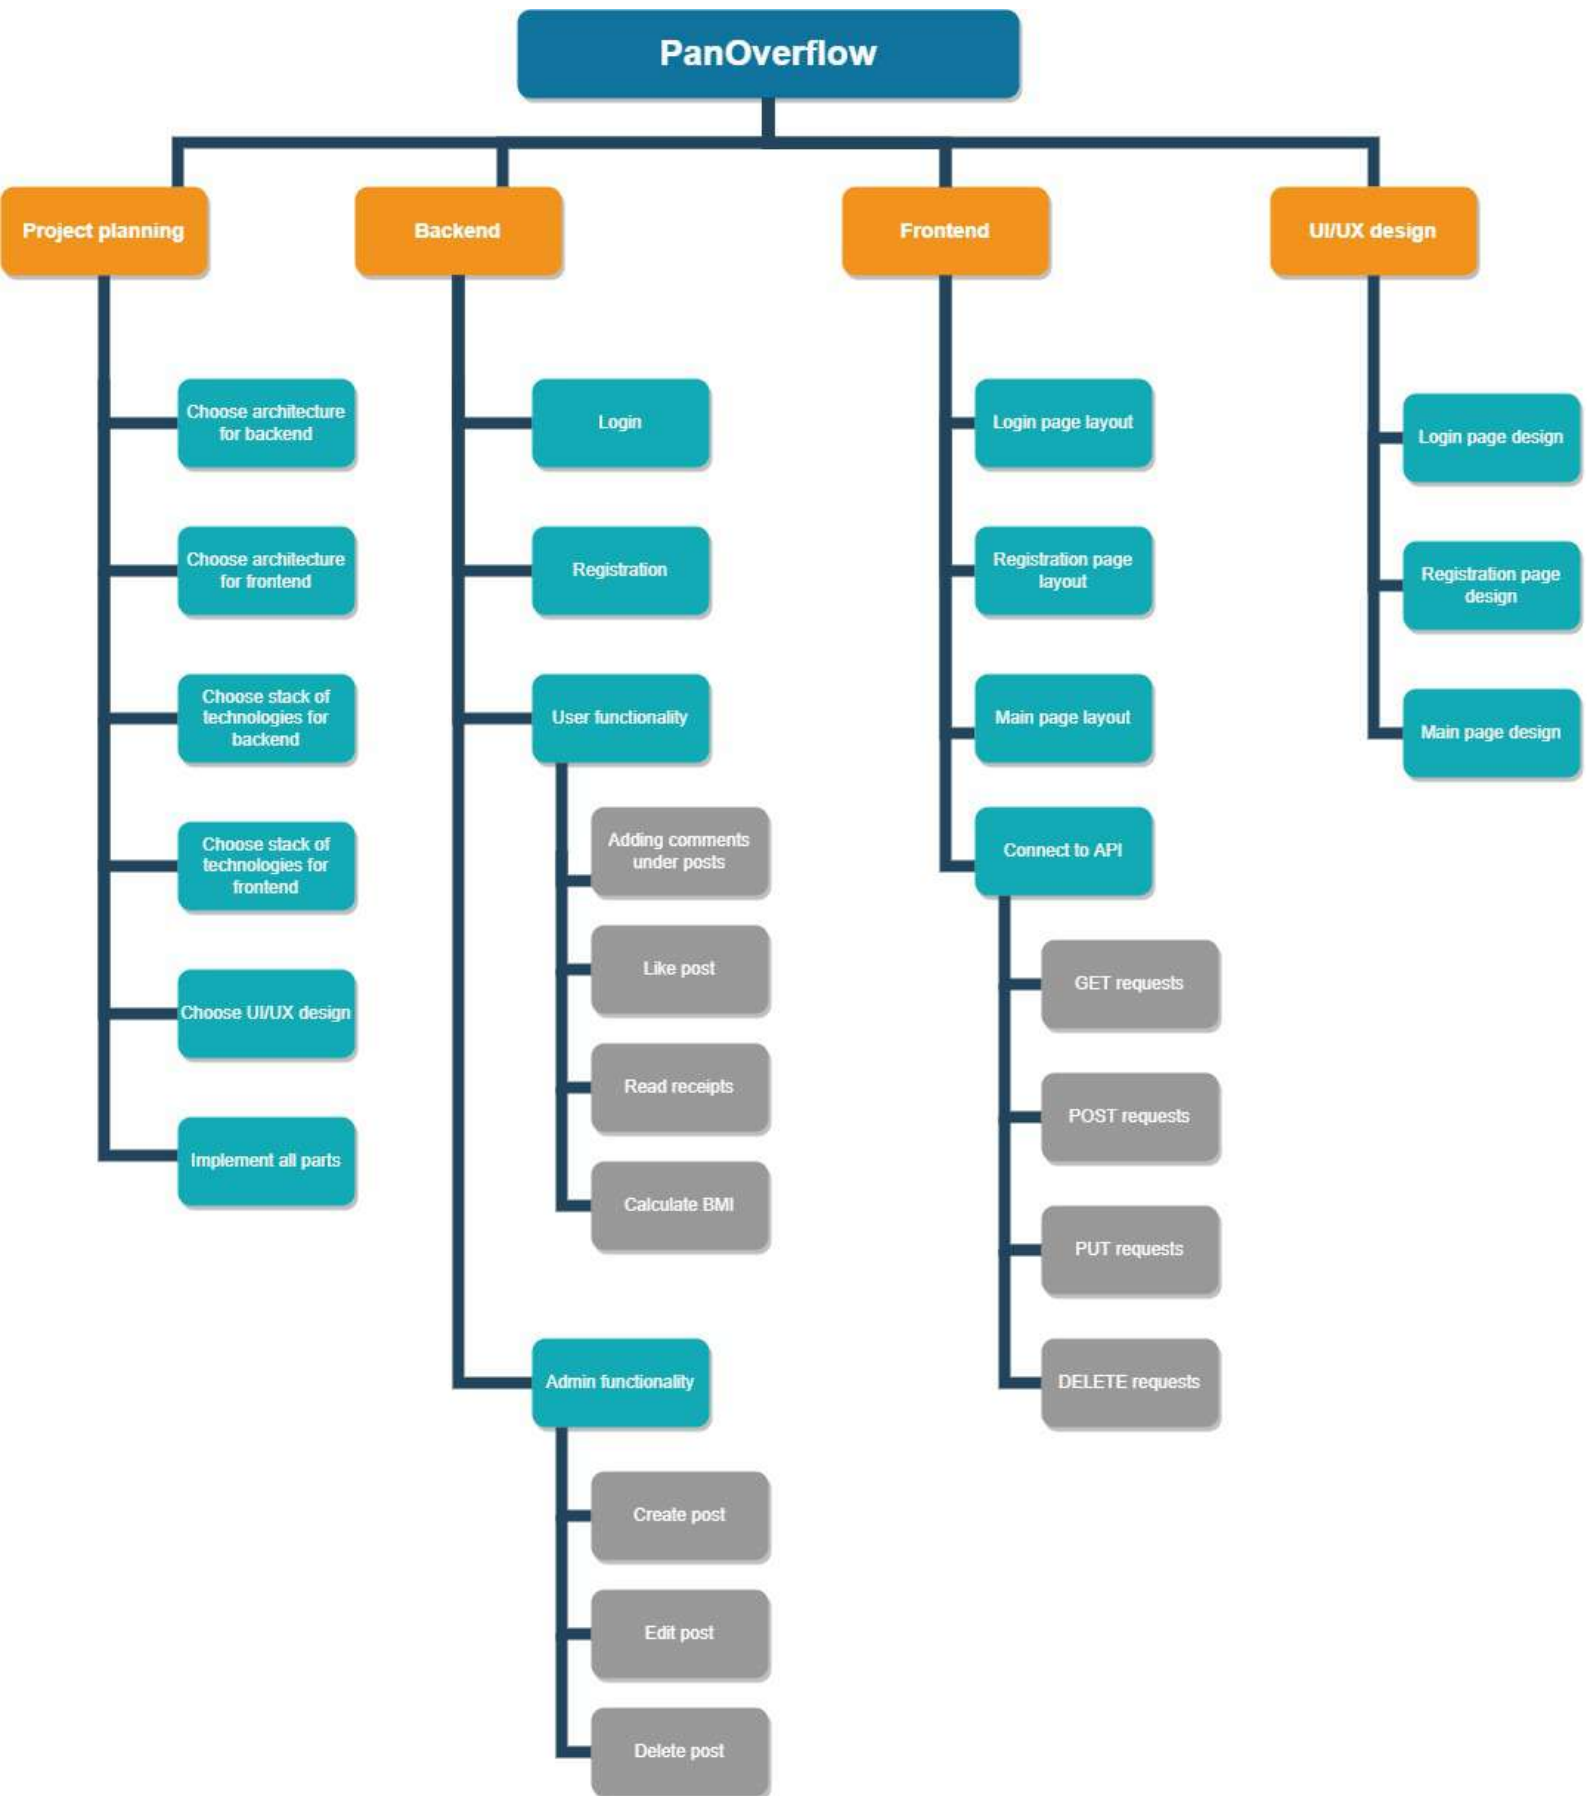 PanOverflow
Project planning
Backend
Frontend
UI/UX design
Choose architecture
for backend
Choose architecture
for frontend
Choose stack of
technologies for
backend
Choose stack of
technologies for
frontend
Choose UI/UX design
Implement all parts
Login
Registration
User functionality
Adding comments
under posts
Like post
Read receipts
Calculate BMI
Admin functionality
Create post
Edit post
Delete post
Login page layout
Registration page
layout
Main page layout
Connect to API
GET requests
POST requests
PUT requests
DELETE requests
Login page design
Registration page
design
Main page design